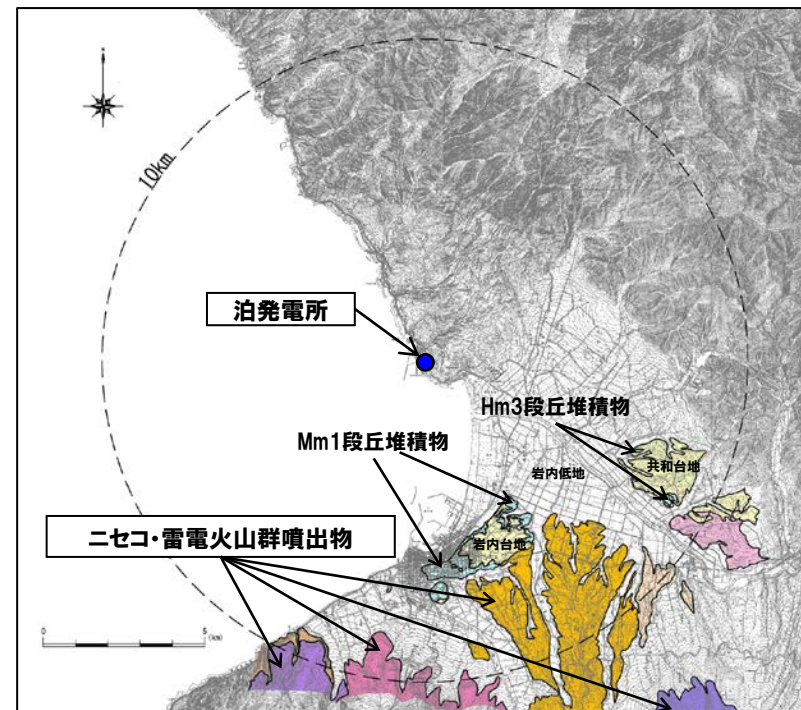 10km
泊発電所
Hm3段丘堆積物
Mm1段丘堆積物
共和台地
岩内低地
ニセコ・雷電火山群噴出物
岩内台地
0
5
(km)